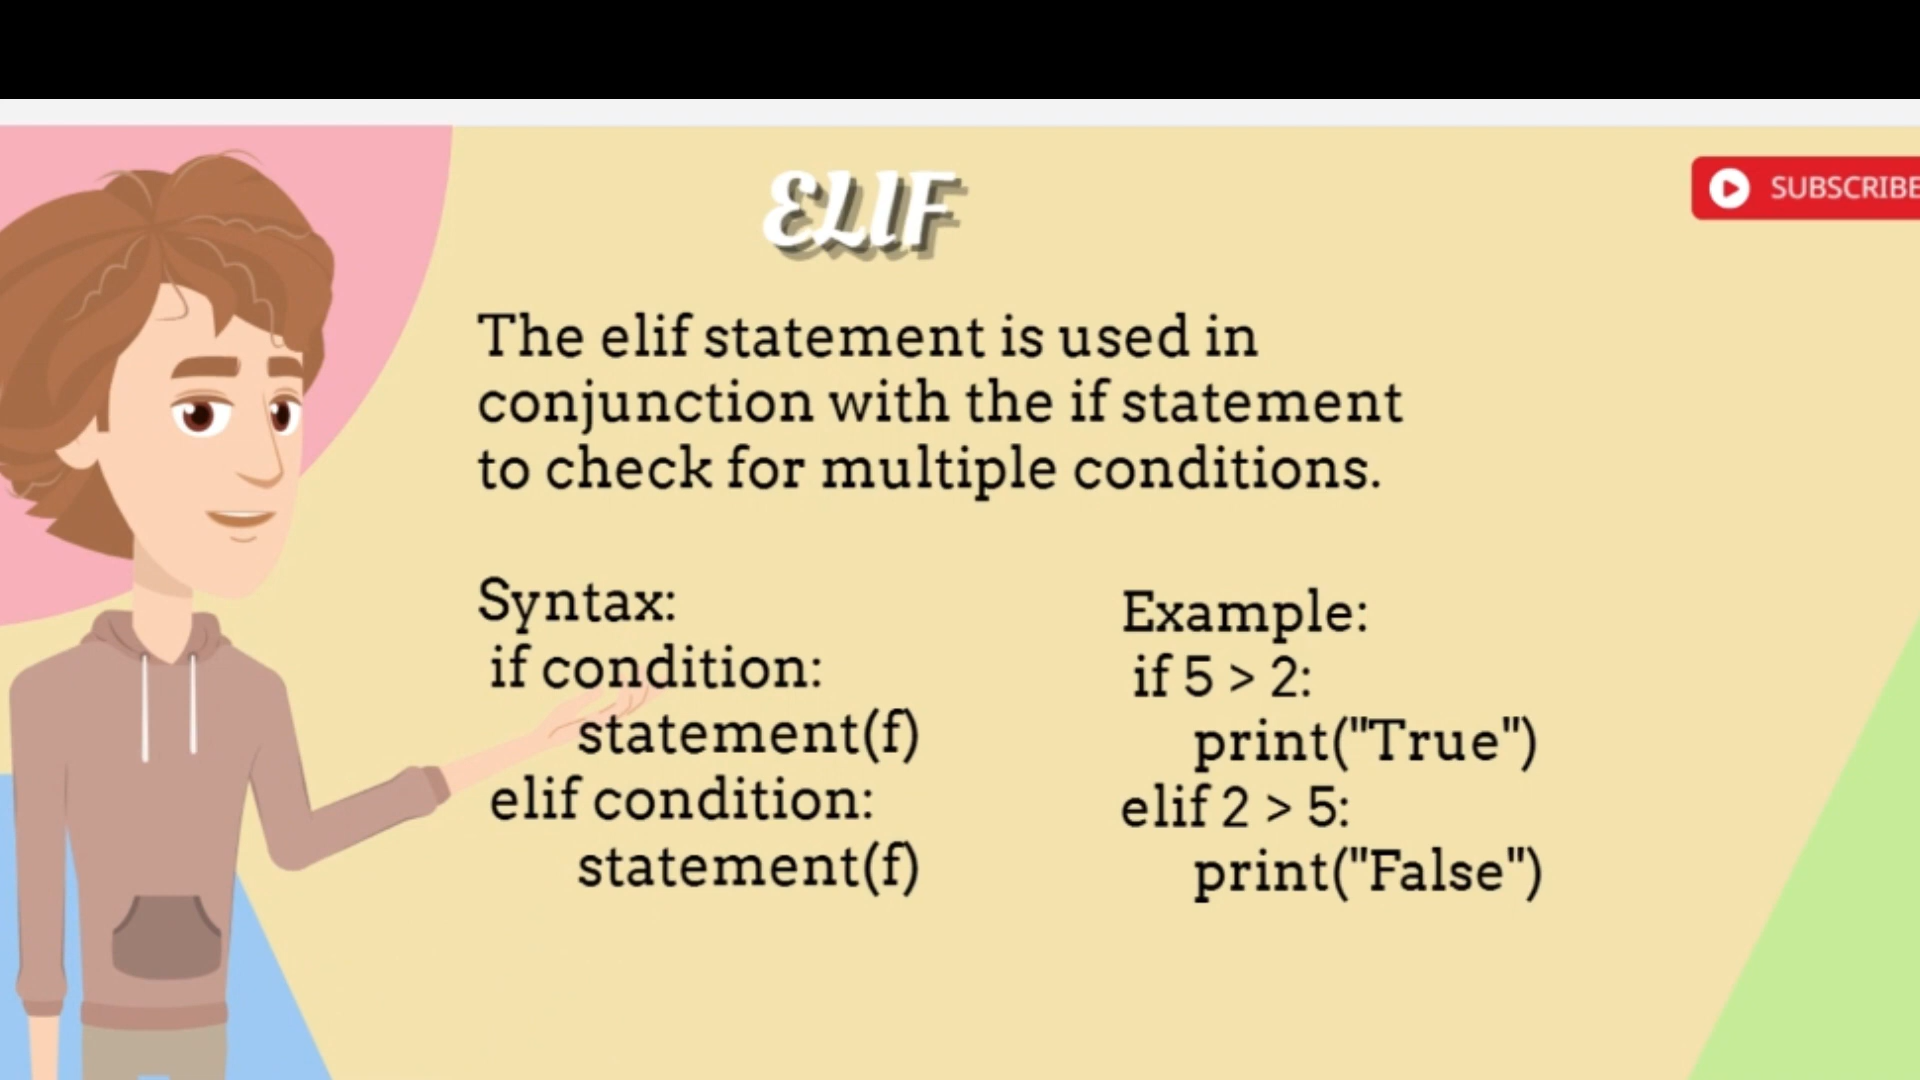 ELIF
SUBSCRIBE
The elif statement is used in
conjunction with the if statement
to check for multiple conditions.
Syntax:
if condition:
statement(f)
elif condition:
statement(f)
Example:
if 5 > 2:
print("True")
elif 2 > 5:
print("False")